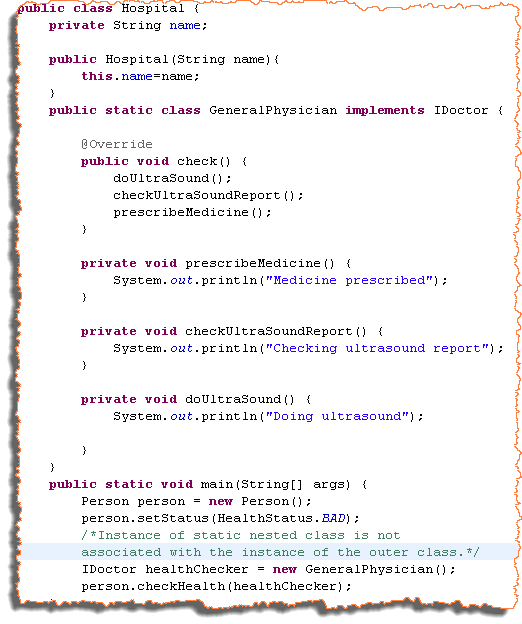 public class Hospital {
private String name;
public Hospital(String name){
this.name=name;
}
public static class GeneralPhysician implements IDoctor {
@Override
public void check() {
doUltraSound();
checkUltraSoundReport();
prescribeMedicine();
}
private void prescribeMedicine() {
System.out.println("Medicine prescribed");
}
private void checkUltraSoundReport() {
System.out.println("Checking ultrasound report");
}
private void doUltraSound() {
System.out.println("Doing ultrasound");
}
}
public static void main(String[] args) {
Person person = new Person();
person.setStatus(HealthStatus.BAD);
/*Instance of static nested class is not
associated with the instance of the outer class.*/
IDoctor healthChecker = new GeneralPhysician();
person.checkHealth(healthChecker);